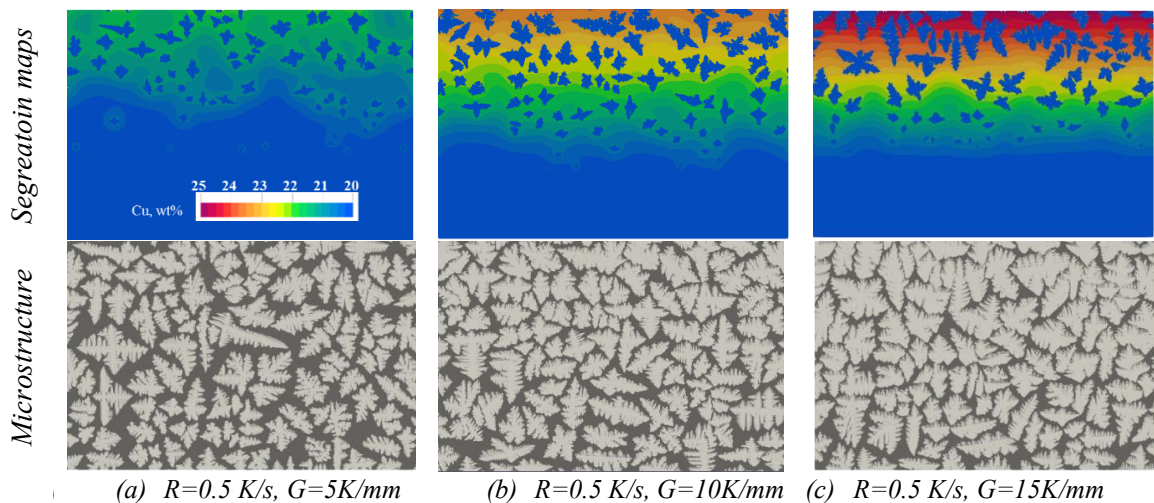 Segreatoin maps
25 24 23 22 21 20
Cu, wt%
Microstructure
(a) R=0.5 K/s, G=5K/mm
(b) R=0.5 K/s, G=10K/mm
(c) R=0.5 K/s, G=15K/mm